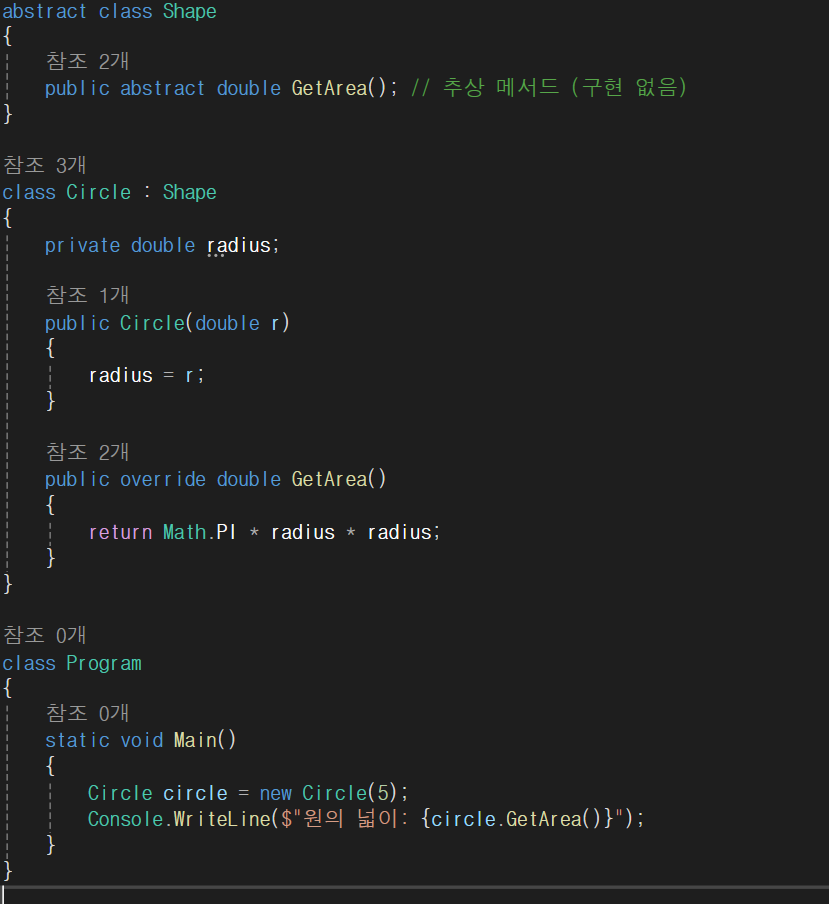 abstract class Shape
{
참조 2개
public abstract double GetArea(); // 추상 메서드 (구현 없음)
}
참조 3개
class Circle : Shape
{
private double radius;
참조 1개
public Circle(double r)
{
radius = r;
}
참조 2개
public override double GetArea()
{
return Math.PI * radius * radius;
}
}
참조 0개
class Program
{
참조 0개
static void Main()
{
Circle circle = new Circle(5);
Console.WriteLine($"원의 넓이: {circle.GetArea()}");
}
}